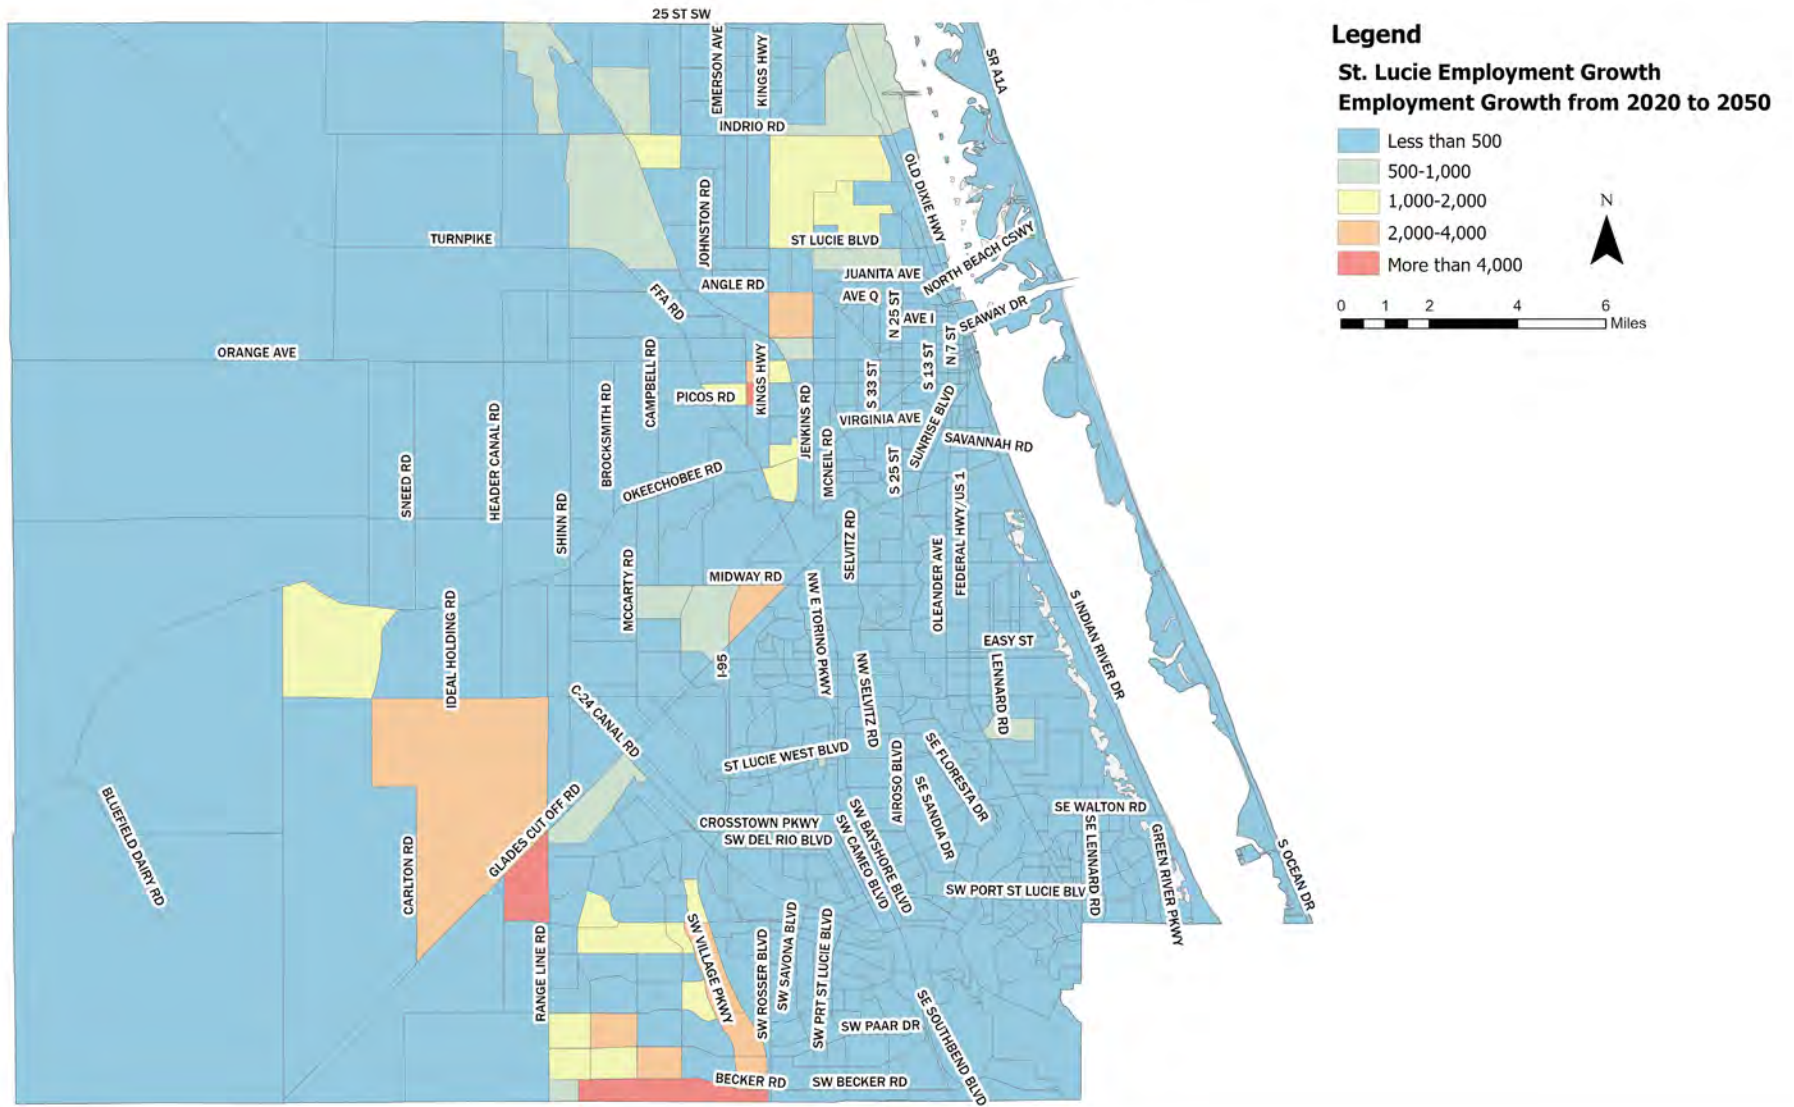 25 ST SW
EMERSON AVE
KINGS HWY
SR A1A
INDRIO RD
OLD DIXIE HWY
JOHNSTON RD
TURNPIKE
ST LUCIE BLVD
NORTH BEACH CSWY
JUANITA AVE
ANGLE RD
FFA RD
AVE Q
N 25 ST
AVE I
SEAWAY DR
N 7 ST
ORANGE AVE
CAMPBELL RD
KINGS HWY
S 13 ST
S 33 ST
PICOS RD
BROCKSMITH RD
JENKINS RD
VIRGINIA AVE
SUNRISE BLVD
SAVANNAH RD
HEADER CANAL RD
SNEED RD
MCNEIL RD
S 25 ST
OKEECHOBEE RD
SHINN RD
SELVITZ RD
FEDERAL HWY/US 1
OLEANDER AVE
MCCARTY RD
MIDWAY RD
NW E TORINO PKWY
S INDIAN RIVER DR
IDEAL HOLDING RD
EASY ST
I-95
LENNARD RD
NW SELVITZ RD
C-24 CANAL RD
ST LUCIE WEST BLVD
AIROSO BLVD
SE FLORESTA DR
SE SANDIA DR
BLUEFIELD DAIRY RD
GLADES CUT OFF RD
CROSSTOWN PKWY
SW DEL RIO BLVD
SW BAYSHORE BLVD
SW CAMEO BLVD
SE WALTON RD
SE LENNARD RD
GREEN RIVER PKWY
S OCEAN DR
CARLTON RD
SW PORT ST LUCIE BLV
RANGE LINE RD
SW VILLAGE PKWY
SW ROSSER BLVD
SW SAVONA BLVD
SW PRT ST LUCIE BLVD
SW PAAR DR
SE SOUTHBEND BLVD
BECKER RD
SW BECKER RD
Legend
St. Lucie Employment Growth
Employment Growth from 2020 to 2050
Less than 500
500-1,000
1,000-2,000
2,000-4,000
More than 4,000
N
0 1 2 4 6
Miles